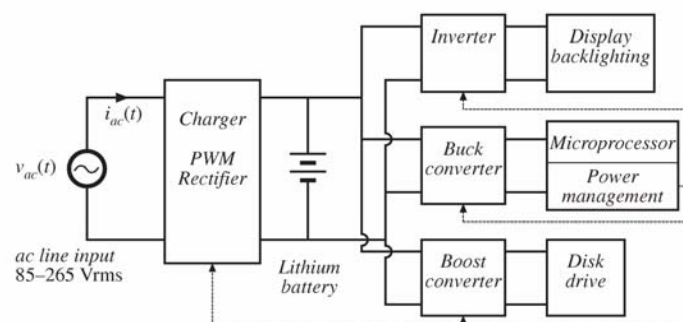 i_ac(t)
v_ac(t)
ac line input
85–265 Vrms
Charger
PWM
Rectifier
Lithium
battery
Inverter
Display
backlighting
Buck
converter
Microprocessor
Power
management
Boost
converter
Disk
drive